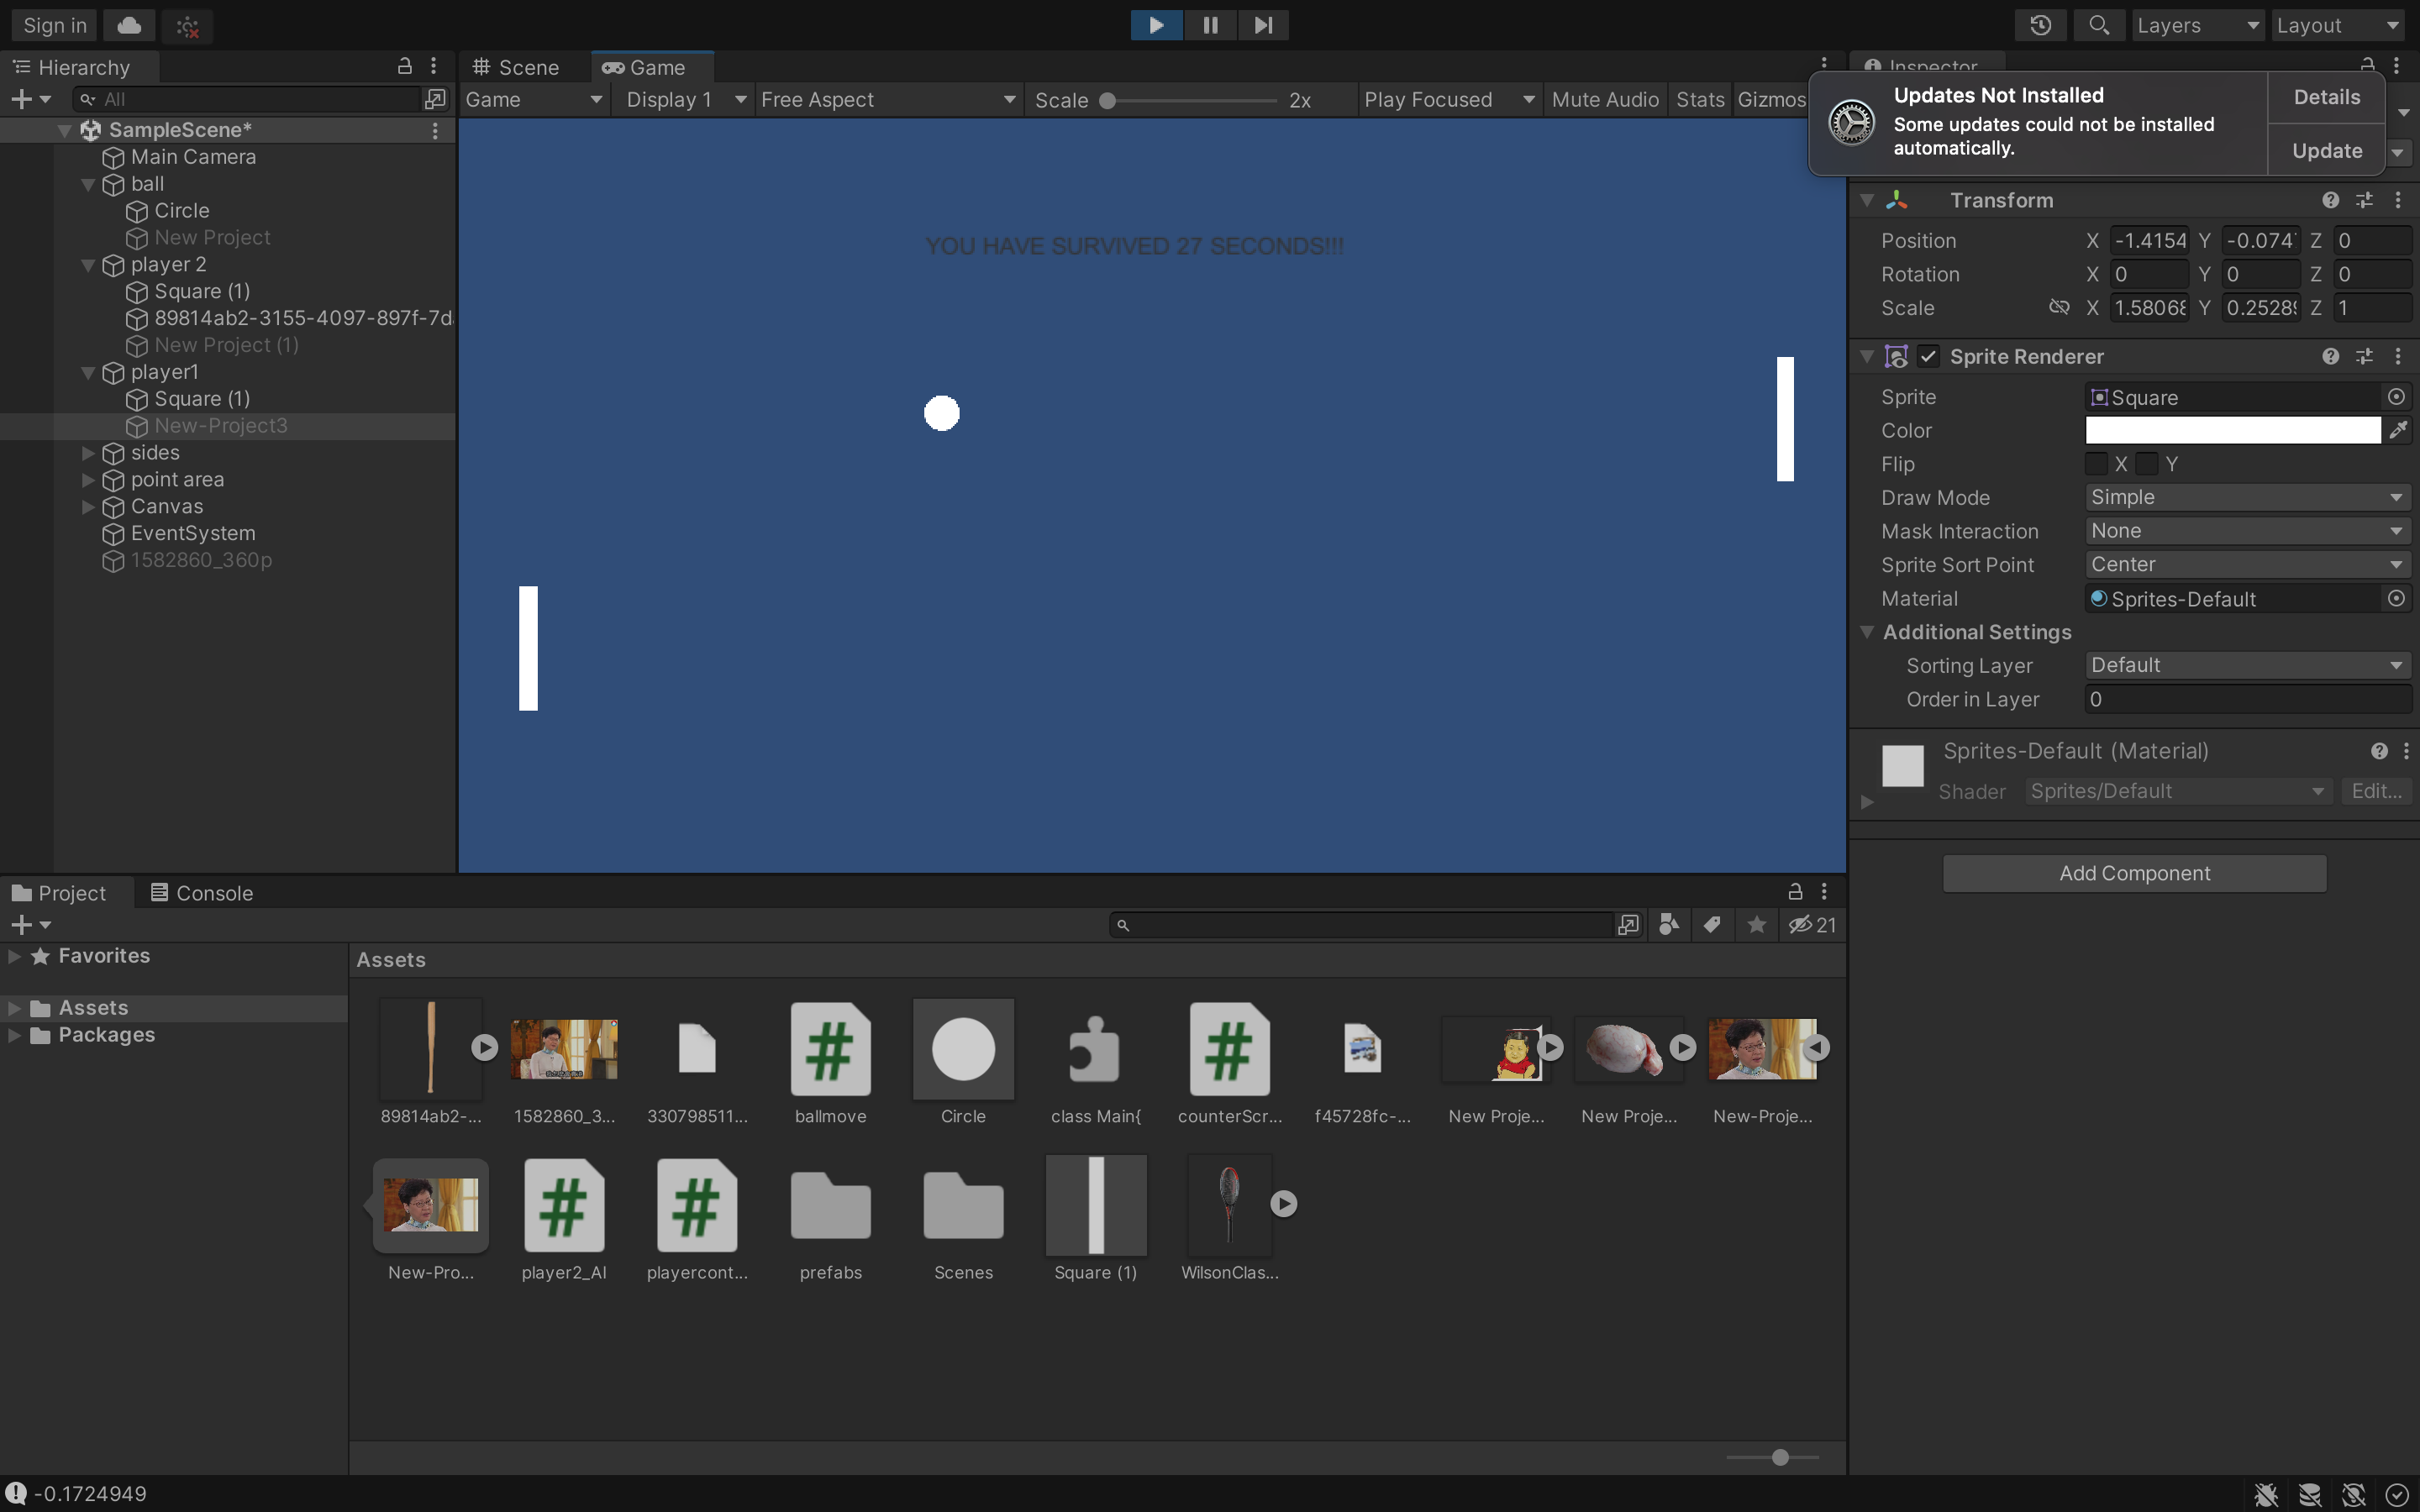 Sign in
Layers
Layout
Hierarchy
All
SampleScene*
Main Camera
ball
Circle
New Project
player 2
Square (1)
89814ab2-3155-4097-897f-7d
New Project (1)
player1
Square (1)
New-Project3
sides
point area
Canvas
EventSystem
1582860_360p
Scene
Game
Game
Display 1
Free Aspect
Scale
2x
Play Focused
Mute Audio
Stats
Gizmos
YOU HAVE SURVIVED 27 SECONDS!!!
Inspector
Updates Not Installed
Some updates could not be installed
automatically.
Details
Update
Transform
Position X -1.4154 Y -0.074 Z 0
Rotation X 0 Y 0 Z 0
Scale X 1.5806 Y 0.2528 Z 1
Sprite Renderer
Sprite Square
Color
Flip X Y
Draw Mode Simple
Mask Interaction None
Sprite Sort Point Center
Material Sprites-Default
Additional Settings
Sorting Layer Default
Order in Layer 0
Sprites-Default (Material)
Shader Sprites/Default Edit...
Add Component
Project
Console
21
Favorites
Assets
Packages
Assets
89814ab2-...
1582860_3...
330798511...
ballmove
Circle
class Main{
counterScr...
f45728fc-...
New Proje...
New Proje...
New-Proje...
New-Pro...
player2_AI
playercont...
prefabs
Scenes
Square (1)
WilsonClas...
-0.1724949